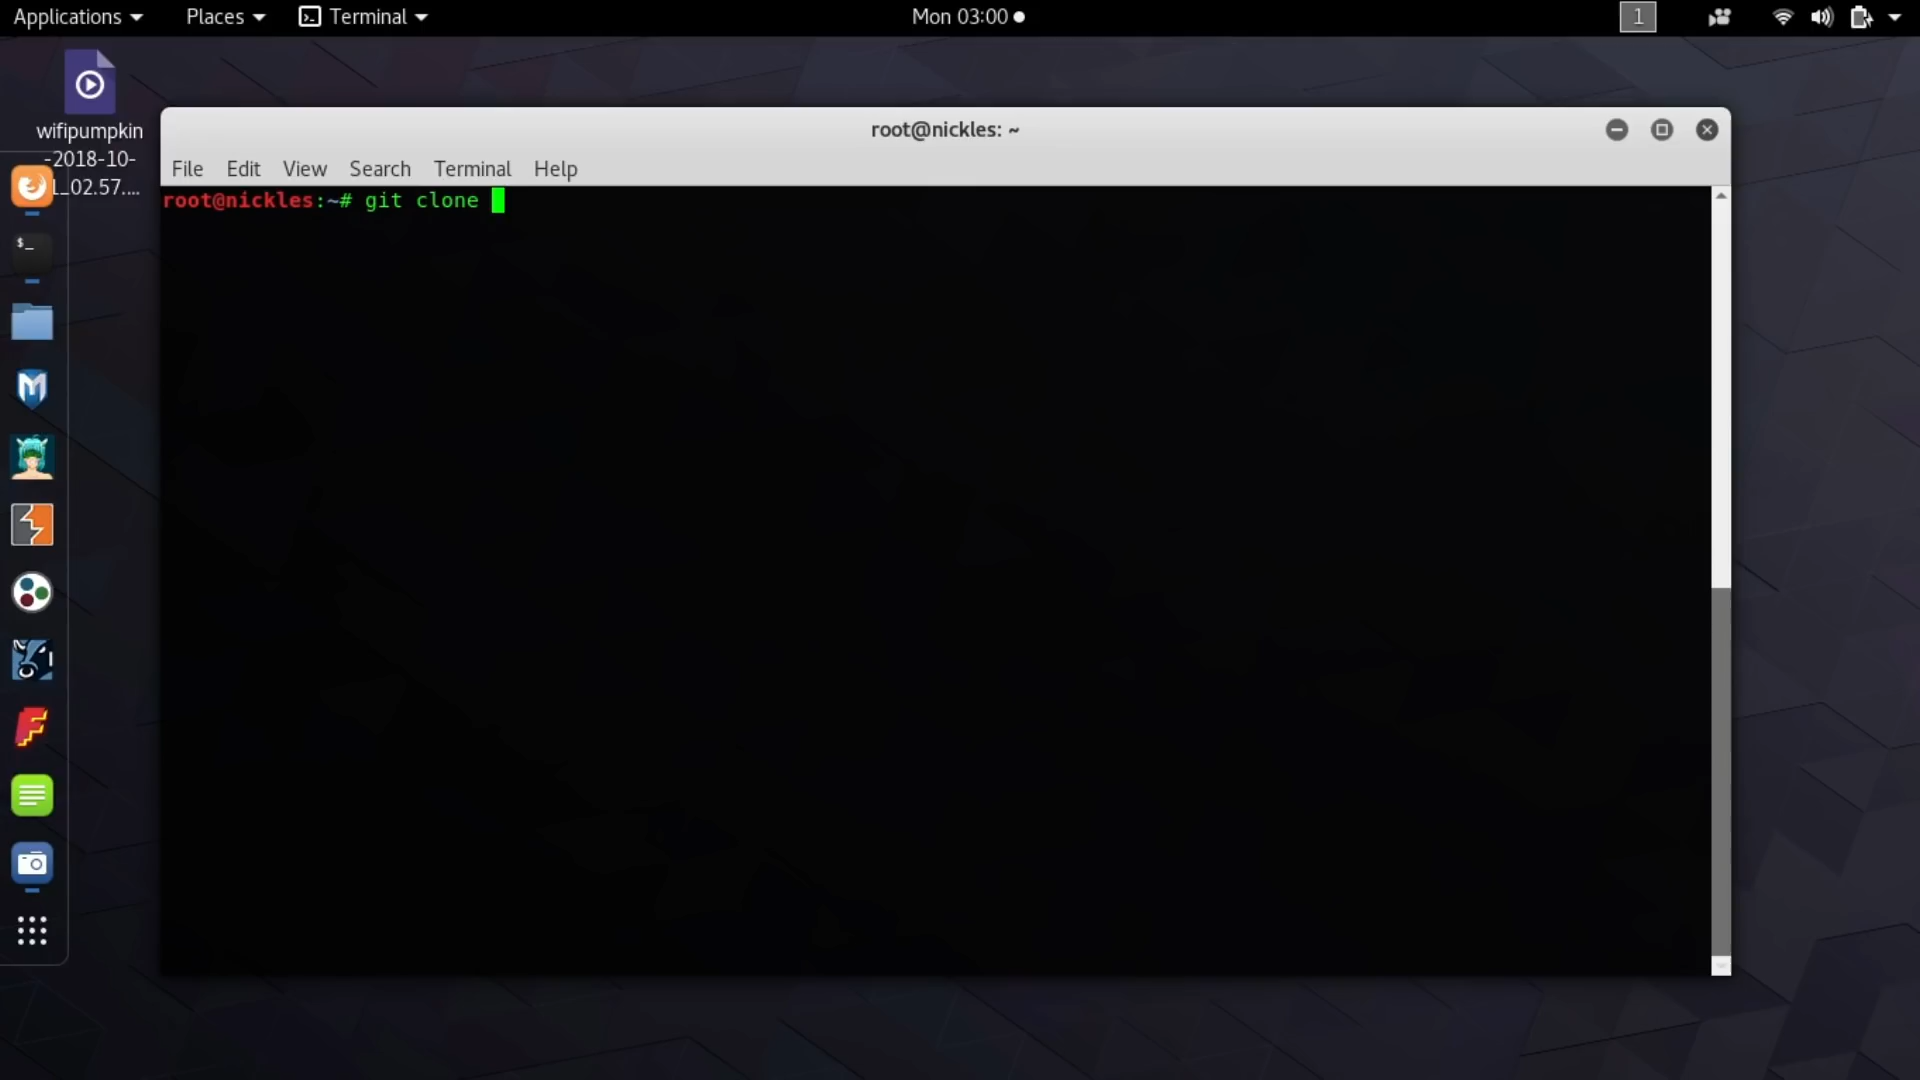 Applications Places Terminal Mon 03:00 1
wifipumpkin
-2018-10-
1_02.57....
root@nickles: ~
File Edit View Search Terminal Help
root@nickles:~# git clone
$_